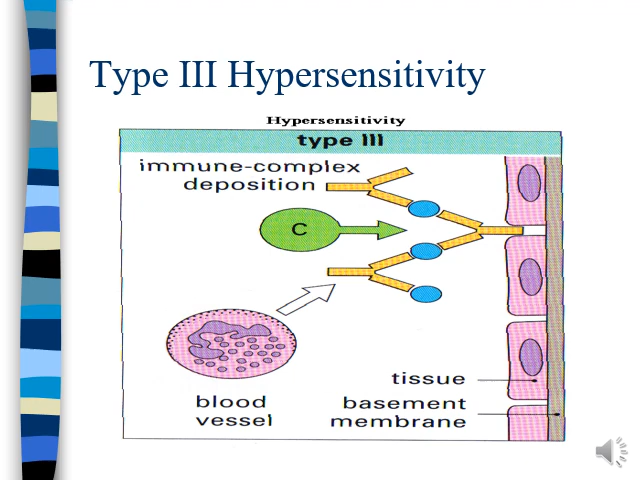 Type III Hypersensitivity
Hypersensitivity
type III
immune-complex
deposition
C
tissue
blood
vessel
basement
membrane